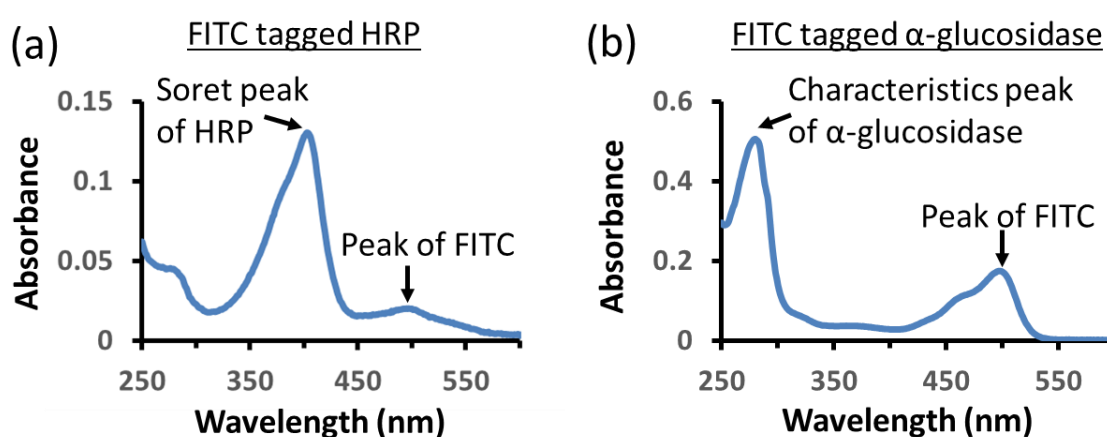 (a)
FITC tagged HRP
Soret peak
of HRP
Peak of FITC
Absorbance
0.15
0.1
0.05
0
250
350
450
550
Wavelength (nm)
(b)
FITC tagged α-glucosidase
Characteristics peak
of α-glucosidase
Peak of FITC
Absorbance
0.6
0.4
0.2
0
250
350
450
550
Wavelength (nm)